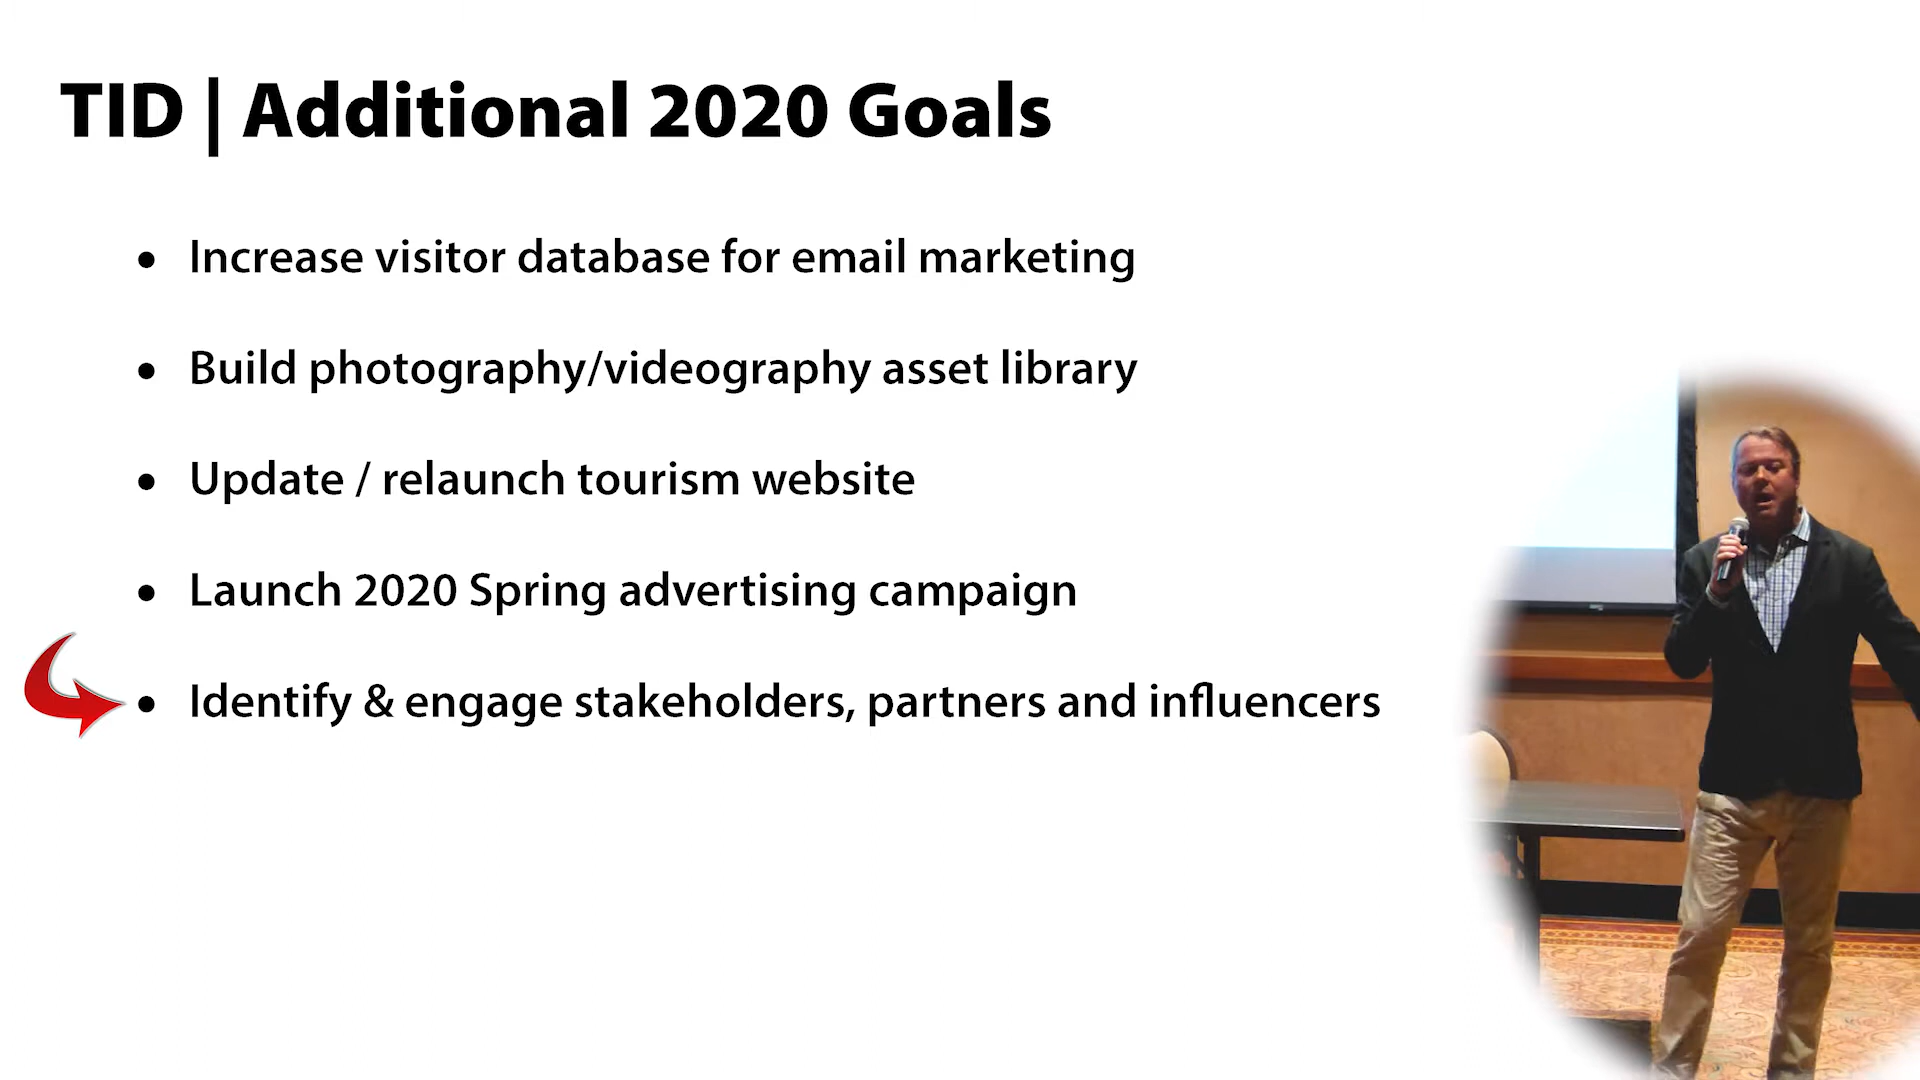 TID | Additional 2020 Goals
• Increase visitor database for email marketing
• Build photography/videography asset library
• Update / relaunch tourism website
• Launch 2020 Spring advertising campaign
• Identify & engage stakeholders, partners and influencers